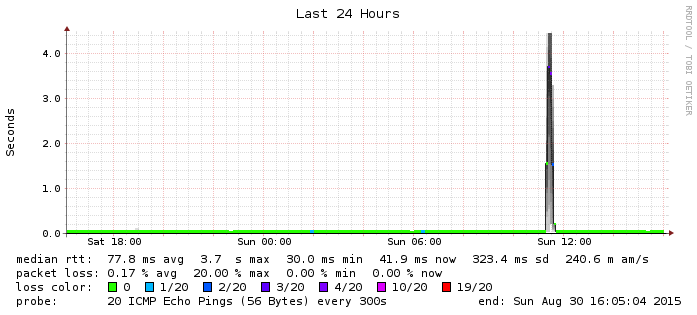 Last 24 Hours
RRDTOOL / TOBI OETIKER
Seconds
4.0
3.0
2.0
1.0
0.0
Sat 18:00 Sun 00:00 Sun 06:00 Sun 12:00
median rtt: 77.8 ms avg 3.7 s max 30.0 ms min 41.9 ms now 323.4 ms sd 240.6 m am/s
packet loss: 0.17 % avg 20.00 % max 0.00 % min 0.00 % now
loss color: 0 1/20 2/20 3/20 4/20 10/20 19/20
probe: 20 ICMP Echo Pings (56 Bytes) every 300s end: Sun Aug 30 16:05:04 2015